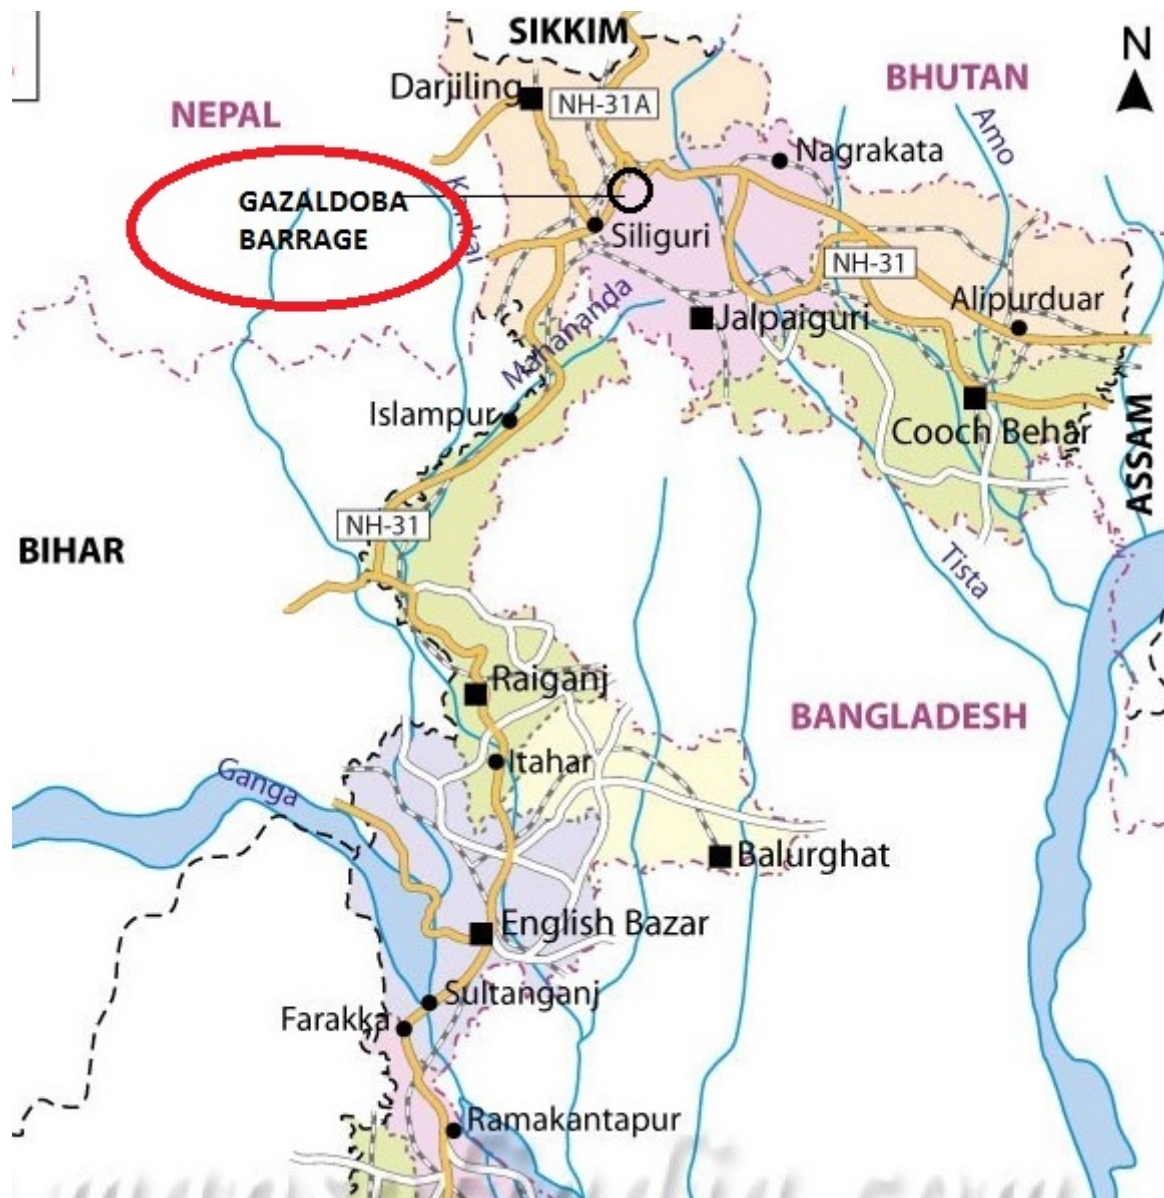 SIKKIM
Darjiling
NH-31A
BHUTAN
N
NEPAL
Amo
Nagrakata
GAZALDOBA
BARRAGE
Siliguri
NH-31
Mahananda
Alipurduar
Jalpaiguri
Islampur
Cooch Behar
ASSAM
NH-31
BIHAR
Tista
Raiganj
BANGLADESH
Itahar
Ganga
Balurghat
English Bazar
Sultanganj
Farakka
Ramakantapur